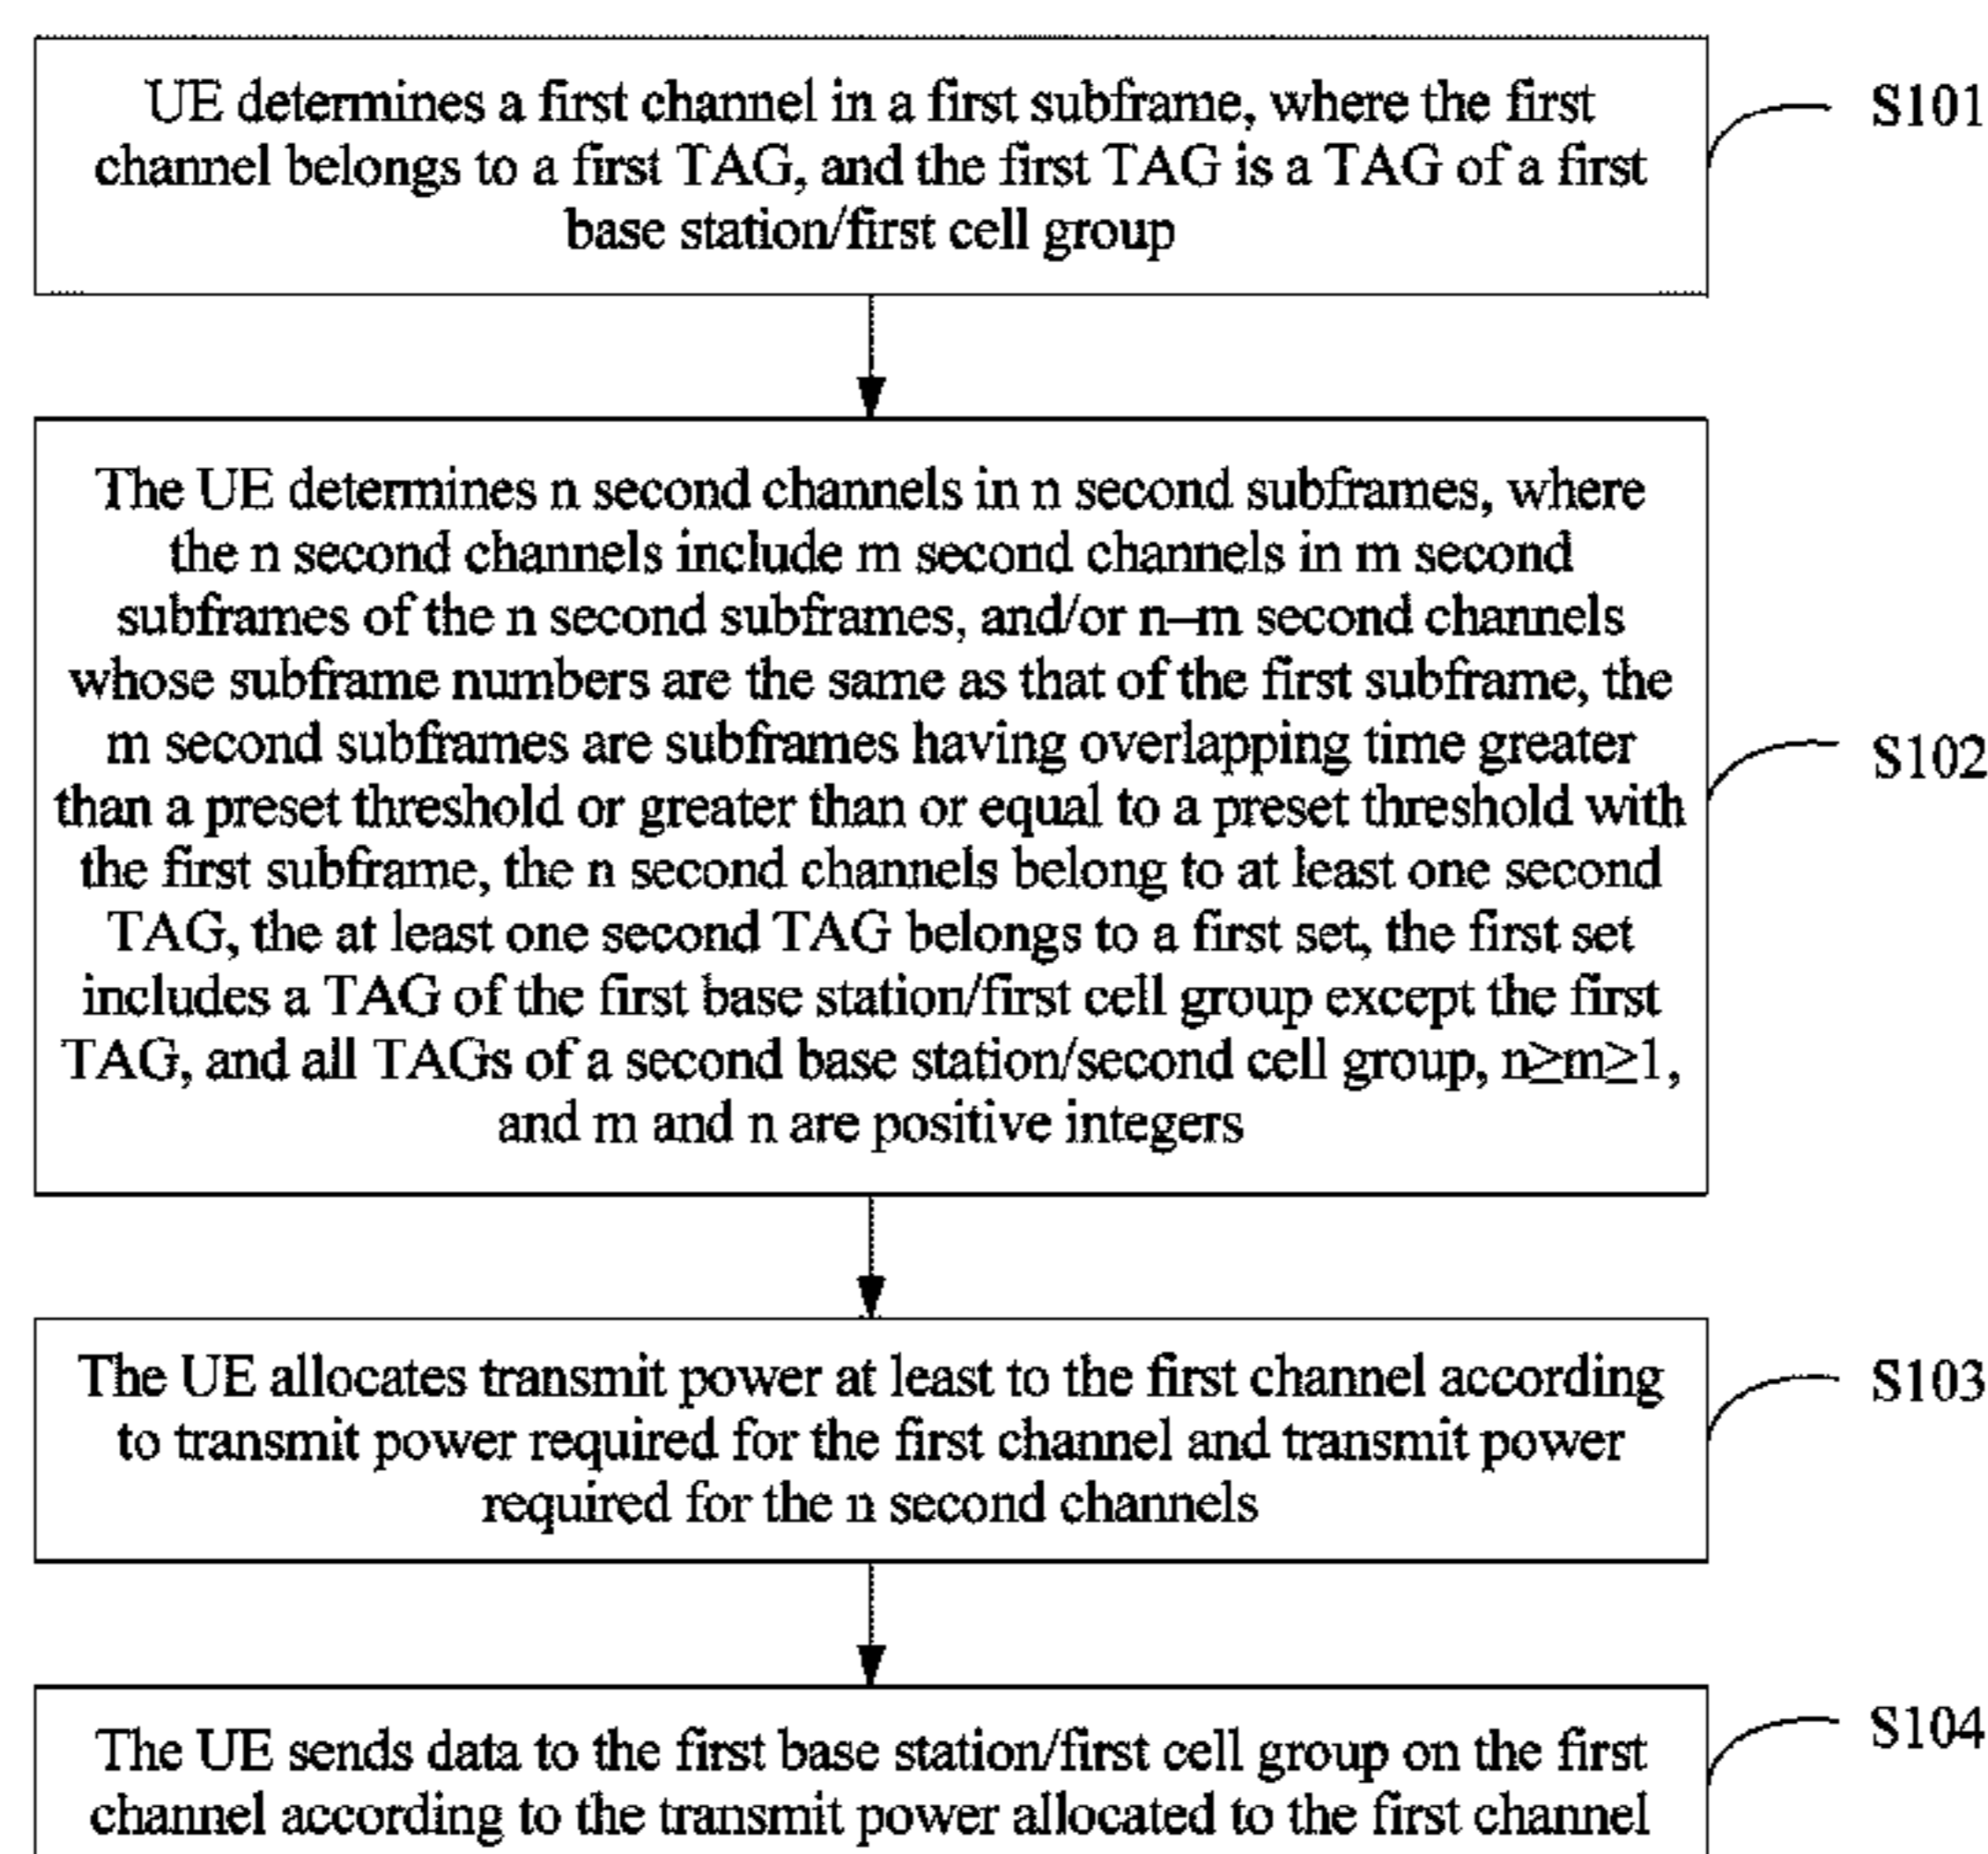 UE determines a first channel in a first subframe, where the first
channel belongs to a first TAG, and the first TAG is a TAG of a first
base station/first cell group
S101
The UE determines n second channels in n second subframes, where
the n second channels include m second channels in m second
subframes of the n second subframes, and/or n–m second channels
whose subframe numbers are the same as that of the first subframe, the
m second subframes are subframes having overlapping time greater
than a preset threshold or greater than or equal to a preset threshold with
the first subframe, the n second channels belong to at least one second
TAG, the at least one second TAG belongs to a first set, the first set
includes a TAG of the first base station/first cell group except the first
TAG, and all TAGs of a second base station/second cell group, n≥m≥1,
and m and n are positive integers
S102
The UE allocates transmit power at least to the first channel according
to transmit power required for the first channel and transmit power
required for the n second channels
S103
The UE sends data to the first base station/first cell group on the first
channel according to the transmit power allocated to the first channel
S104